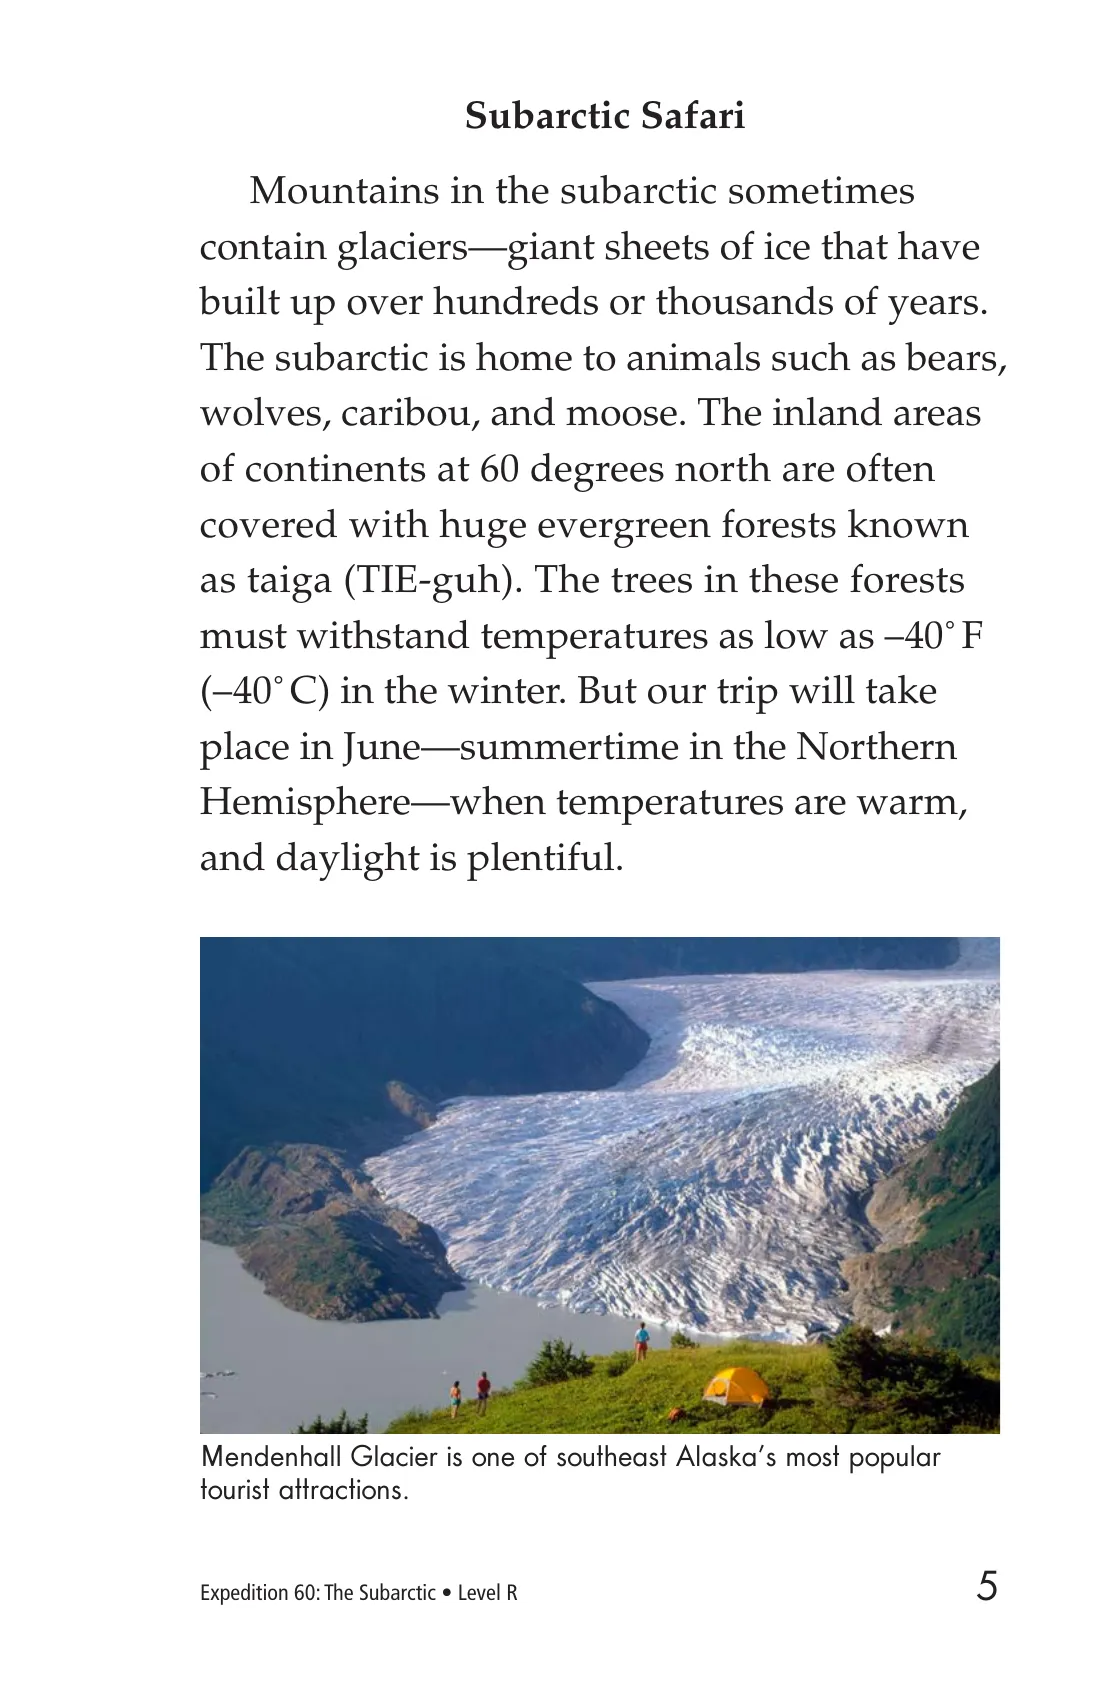 Subarctic Safari
Mountains in the subarctic sometimes
contain glaciers—giant sheets of ice that have
built up over hundreds or thousands of years.
The subarctic is home to animals such as bears,
wolves, caribou, and moose. The inland areas
of continents at 60 degrees north are often
covered with huge evergreen forests known
as taiga (TIE-guh). The trees in these forests
must withstand temperatures as low as –40˚ F
(–40˚ C) in the winter. But our trip will take
place in June—summertime in the Northern
Hemisphere—when temperatures are warm,
and daylight is plentiful.
Mendenhall Glacier is one of southeast Alaska’s most popular
tourist attractions.
Expedition 60: The Subarctic • Level R
5